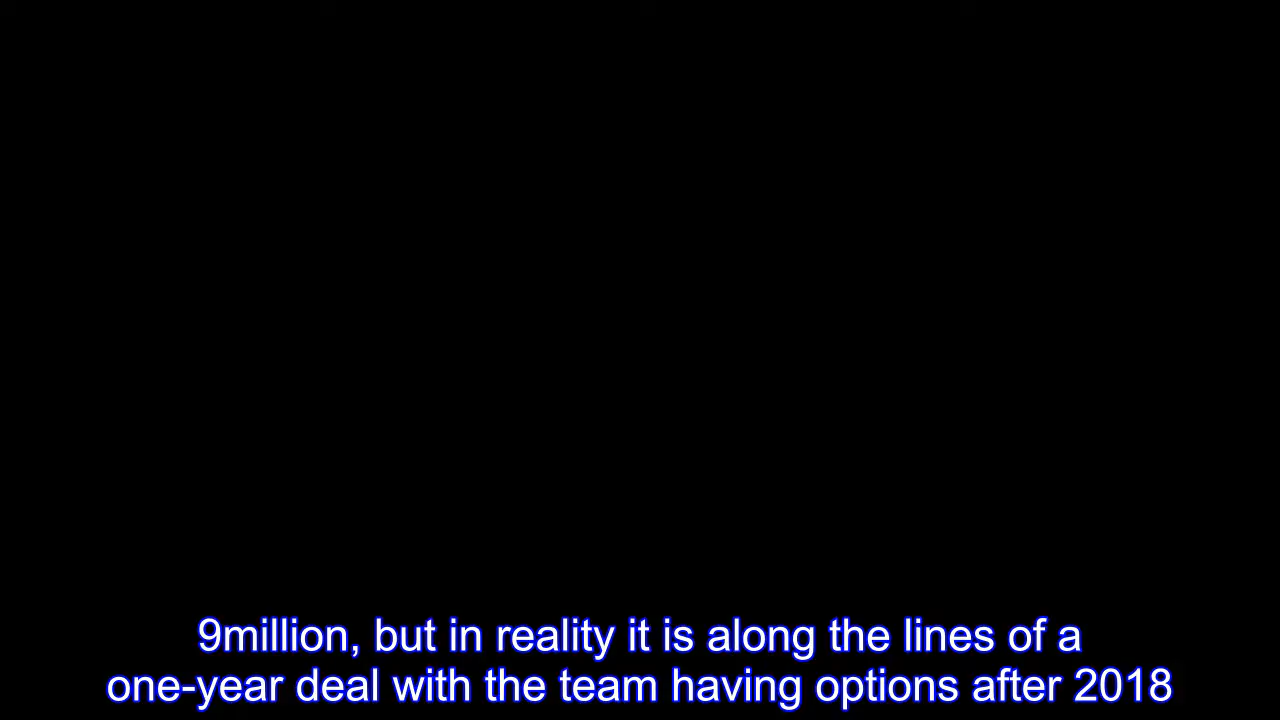 9million, but in reality it is along the lines of a
one-year deal with the team having options after 2018